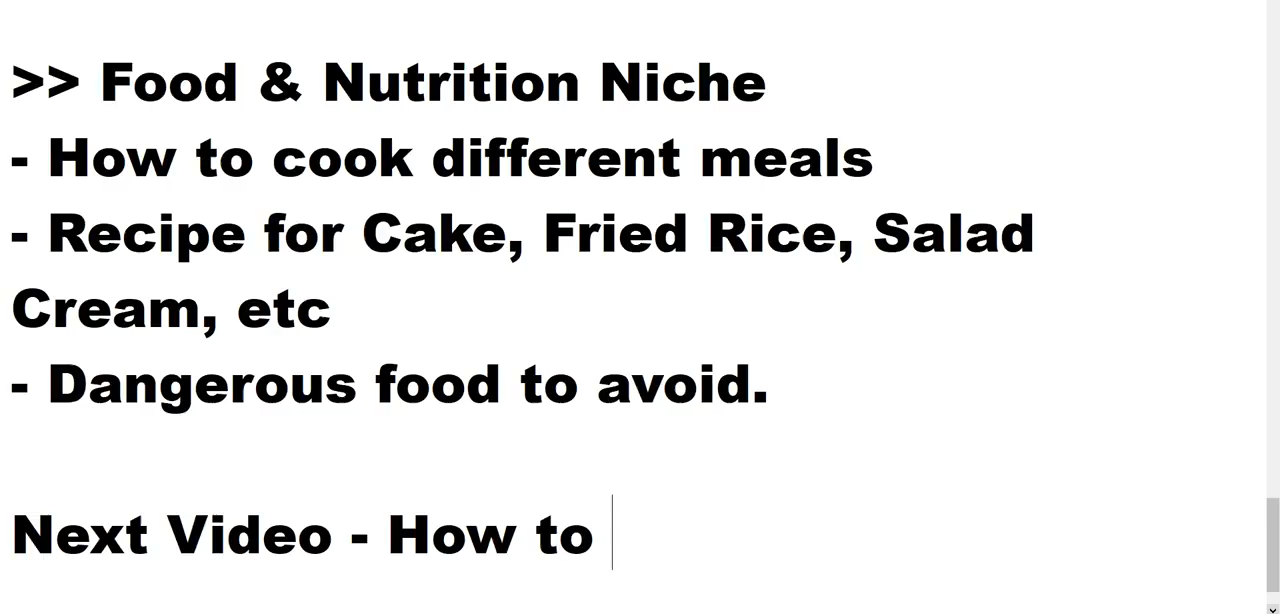 >> Food & Nutrition Niche
- How to cook different meals
- Recipe for Cake, Fried Rice, Salad
Cream, etc
- Dangerous food to avoid.
Next Video - How to